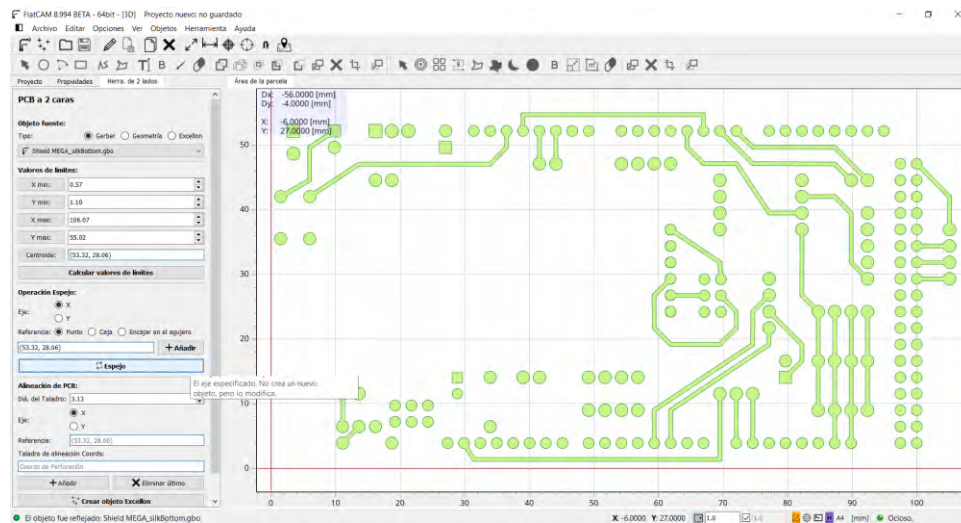 FlatCAM 8.994 BETA - 64bit - [3D] Proyecto nuevo: no guardado
Archivo Editar Opciones Ver Objetos Herramienta Ayuda
Proyecto Propiedades Herra. de 2 lados Área de la parcela
PCB a 2 caras
Objeto fuente:
Tipo: Gerber Geometría Excellon
Shield MEGA_silkBottom.gbo
Valores de límites:
X min: 0.57
Y min: 1.10
X max: 106.07
Y max: 55.02
Centroide: (53.32, 28.06)
Calcular valores de límites
Operación Espejo:
Eje: X
Y
Referencia: Punto Caja Encajar en el agujero
(53.32, 28.06) Añadir
Espejo
El eje especificado. No crea un nuevo
objeto, pero lo modifica.
Alineación de PCB:
Diá. del Taladro: 3.13
Eje: X
Y
Referencia: (53.32, 28.06)
Taladro de alineación Coords:
Coords de Perforación
Añadir Eliminar último
Crear objeto Excellon
Dx: -56.0000 [mm]
Dy: -4.0000 [mm]
X: -6.0000 [mm]
Y: 27.0000 [mm]
50
40
30
20
10
0
0 10 20 30 40 50 60 70 80 90 100
El objeto fue reflejado: Shield MEGA_silkBottom.gbo X: -6.0000 Y: 27.0000 1.0 1.0 A4 [mm] Ocioso.